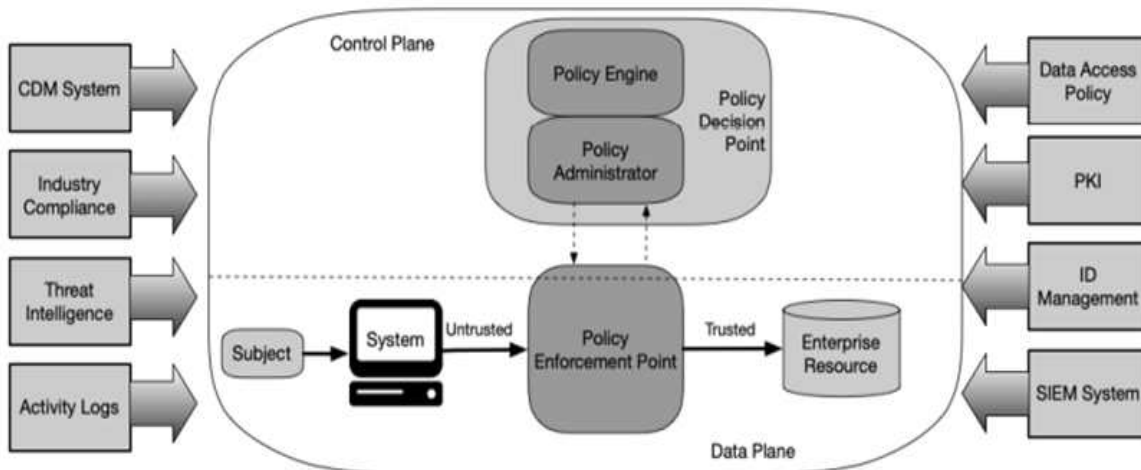 Control Plane
CDM System
Industry
Compliance
Threat
Intelligence
Activity Logs
Policy Engine
Policy
Administrator
Policy
Decision
Point
Subject
System
Untrusted
Policy
Enforcement Point
Trusted
Enterprise
Resource
Data Plane
Data Access
Policy
PKI
ID
Management
SIEM System